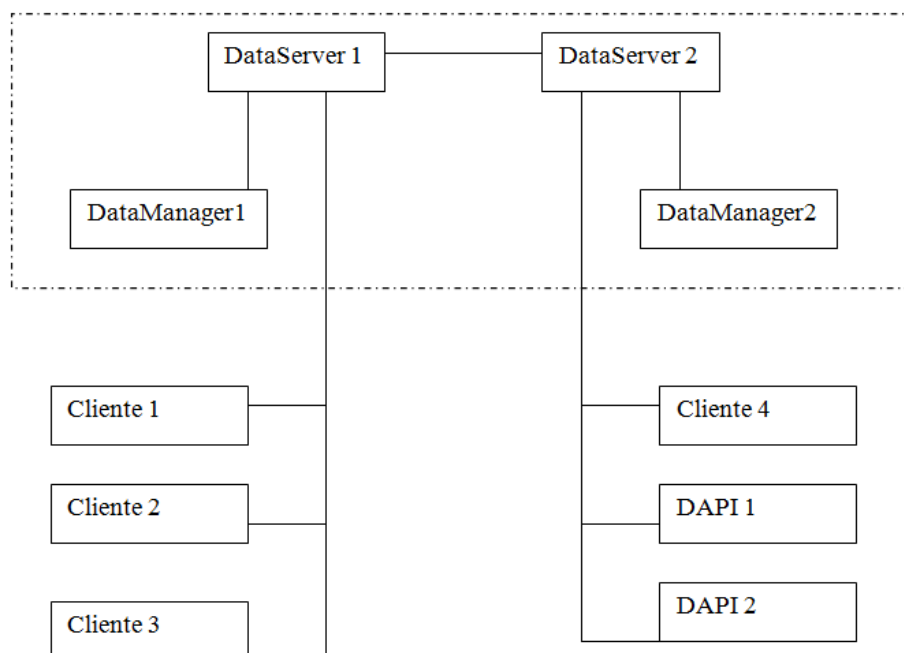 DataServer 1
DataServer 2
DataManager1
DataManager2
Cliente 1
Cliente 4
Cliente 2
DAPI 1
DAPI 2
Cliente 3